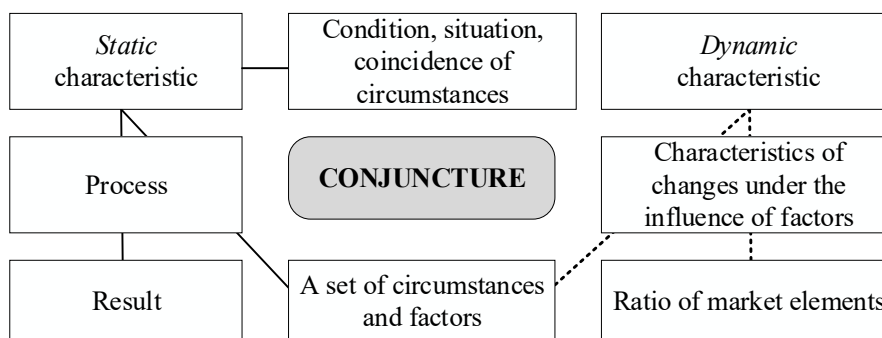 Static
characteristic
Condition, situation,
coincidence of
circumstances
Dynamic
characteristic
Process
CONJUNCTURE
Characteristics of
changes under the
influence of factors
Result
A set of circumstances
and factors
Ratio of market elements